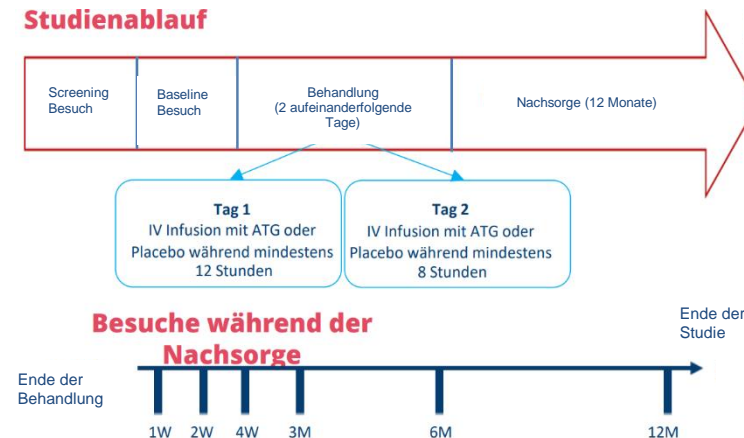 Studienablauf
Screening
Besuch
Baseline
Besuch
Behandlung
(2 aufeinanderfolgende
Tage)
Nachsorge (12 Monate)
Tag 1
IV Infusion mit ATG oder
Placebo während mindestens
12 Stunden
Tag 2
IV Infusion mit ATG oder
Placebo während mindestens
8 Stunden
Besuche während der
Nachsorge
Ende der
Studie
Ende der
Behandlung
1W 2W 4W 3M 6M 12M